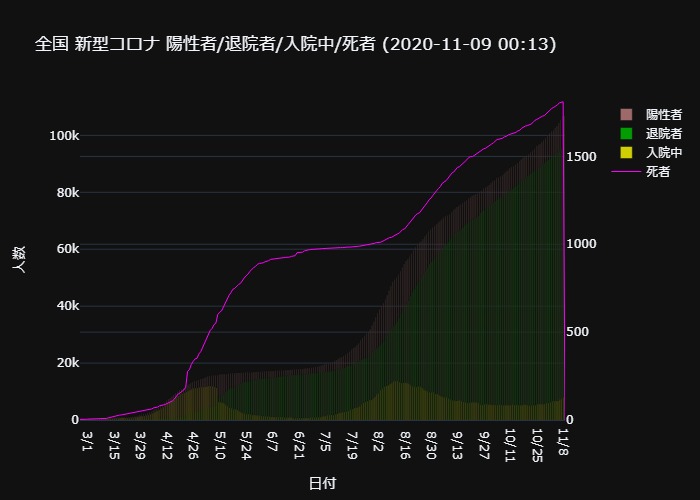 全国 新型コロナ 陽性者/退院者/入院中/死者 (2020-11-09 00:13)
陽性者
退院者
入院中
死者
100k
80k
60k
40k
20k
0
1500
1000
500
0
人数
3/1
3/15
3/29
4/12
4/26
5/10
5/24
6/7
6/21
7/5
7/19
8/2
8/16
8/30
9/13
9/27
10/11
10/25
11/8
日付